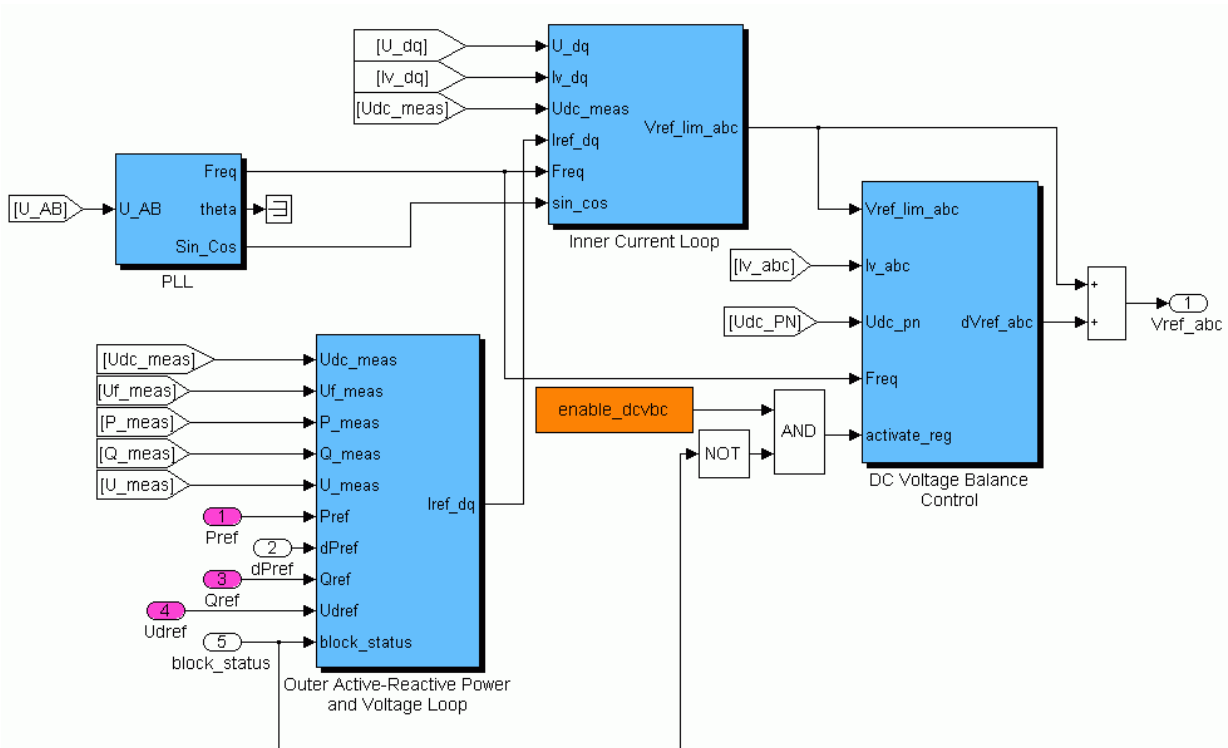 [U_dq]
[Iv_dq]
[Udc_meas]
U_dq
Iv_dq
Udc_meas
Iref_dq
Freq
sin_cos
Vref_lim_abc
Inner Current Loop
[U_AB]
U_AB
Freq
theta
Sin_Cos
PLL
[Iv_abc]
[Udc_PN]
Vref_lim_abc
Iv_abc
Udc_pn
Freq
activate_reg
dVref_abc
DC Voltage Balance
Control
+
+
1
Vref_abc
enable_dcvbc
NOT
AND
[Udc_meas]
[Uf_meas]
[P_meas]
[Q_meas]
[U_meas]
1
Pref
2
dPref
3
Qref
4
Udref
5
block_status
Udc_meas
Uf_meas
P_meas
Q_meas
U_meas
Pref
dPref
Qref
Udref
block_status
Iref_dq
Outer Active-Reactive Power
and Voltage Loop